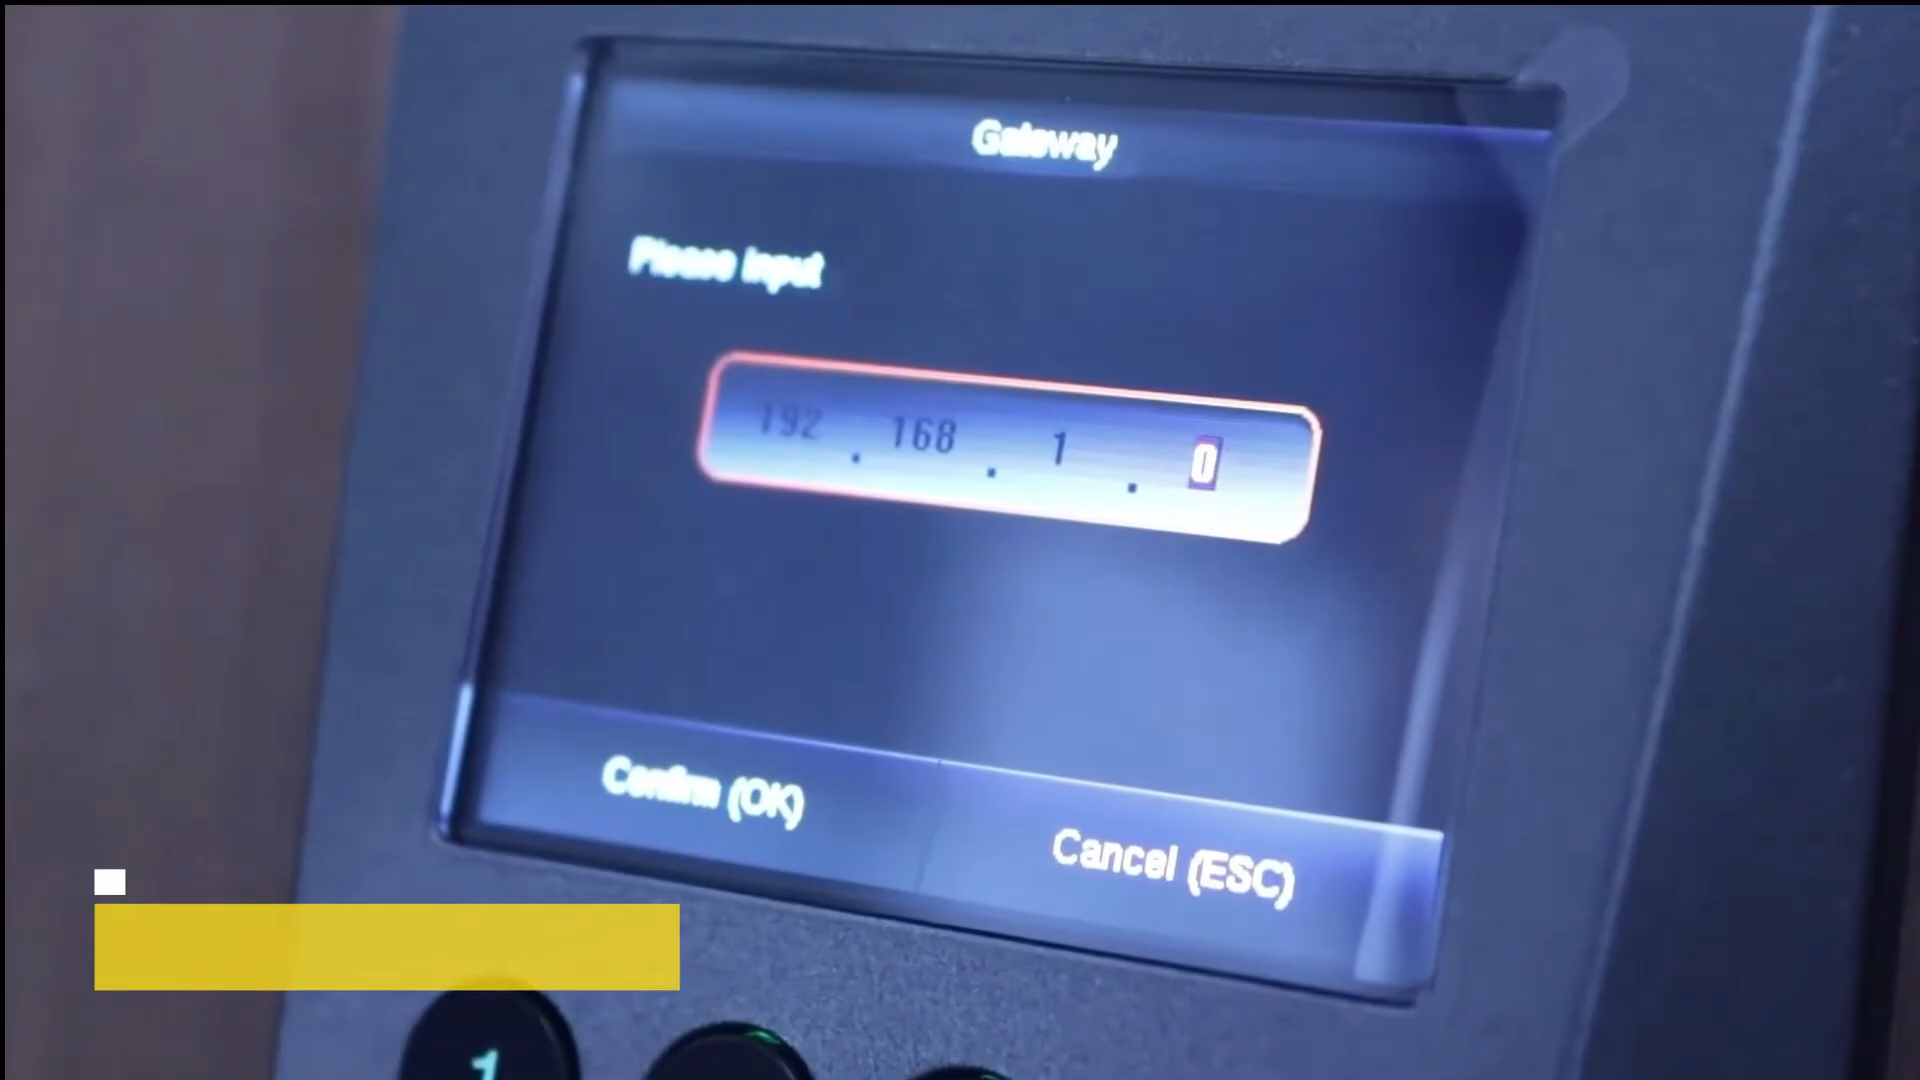 Gateway
Please input
192 . 168 . 1 . 0
Confirm (OK)
Cancel (ESC)
1